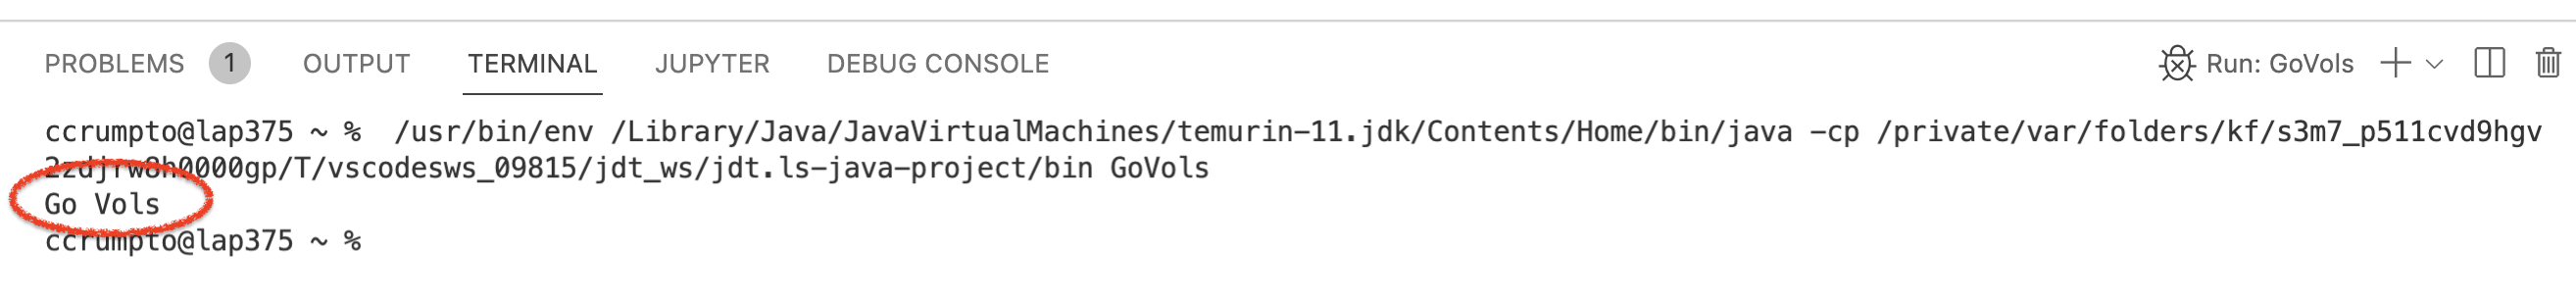 PROBLEMS 1 OUTPUT TERMINAL JUPYTER DEBUG CONSOLE Run: GoVols
ccrumpto@lap375 ~ % /usr/bin/env /Library/Java/JavaVirtualMachines/temurin-11.jdk/Contents/Home/bin/java -cp /private/var/folders/kf/s3m7_p511cvd9hgv
2zdjrw8h0000gp/T/vscodesws_09815/jdt_ws/jdt.ls-java-project/bin GoVols
Go Vols
ccrumpto@lap375 ~ %